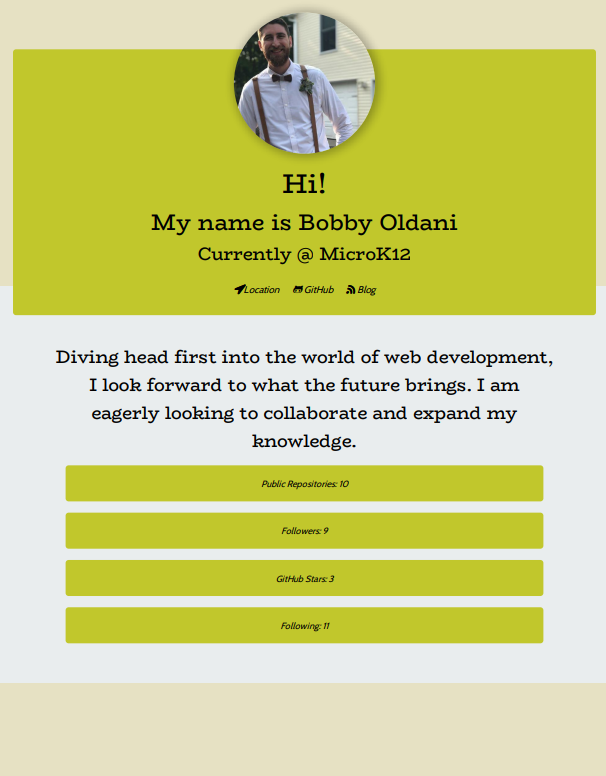 Hi!
My name is Bobby Oldani
Currently @ MicroK12
Location GitHub Blog
Diving head first into the world of web development,
I look forward to what the future brings. I am
eagerly looking to collaborate and expand my
knowledge.
Public Repositories: 10
Followers: 9
GitHub Stars: 3
Following: 11